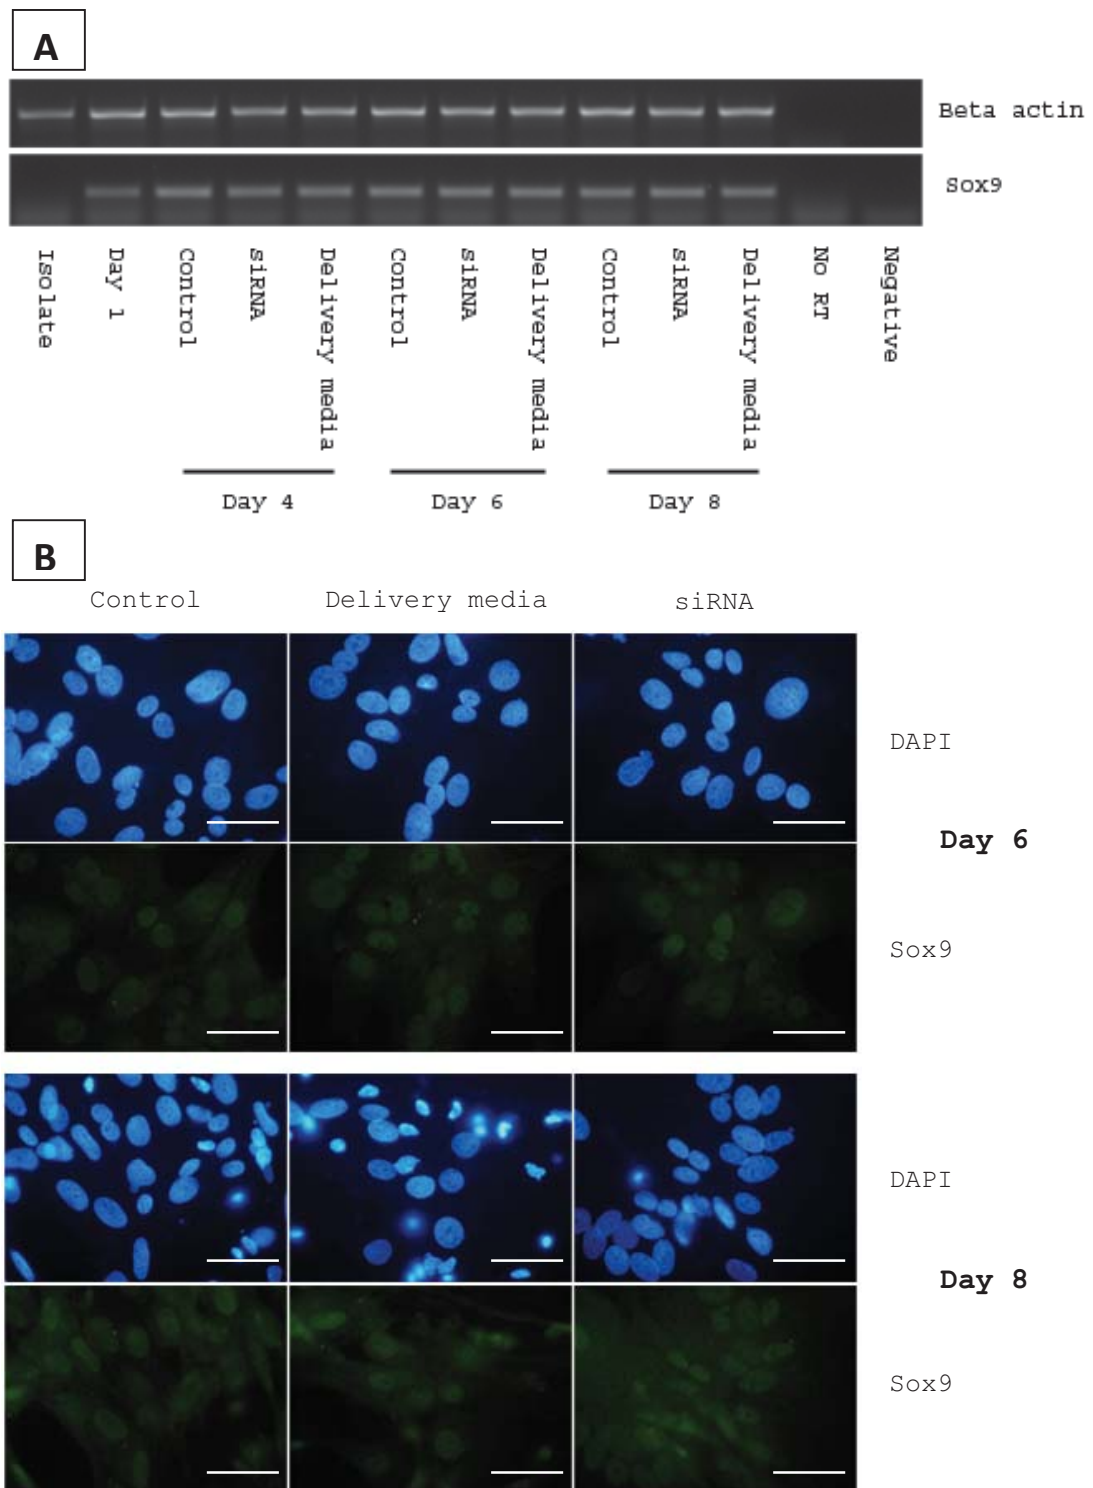 A
Beta actin
Sox9
Isolate
Day 1
Control
siRNA
Delivery media
Control
siRNA
Delivery media
Control
siRNA
Delivery media
No RT
Negative
Day 4
Day 6
Day 8
B
Control
Delivery media
siRNA
DAPI
Day 6
Sox9
DAPI
Day 8
Sox9